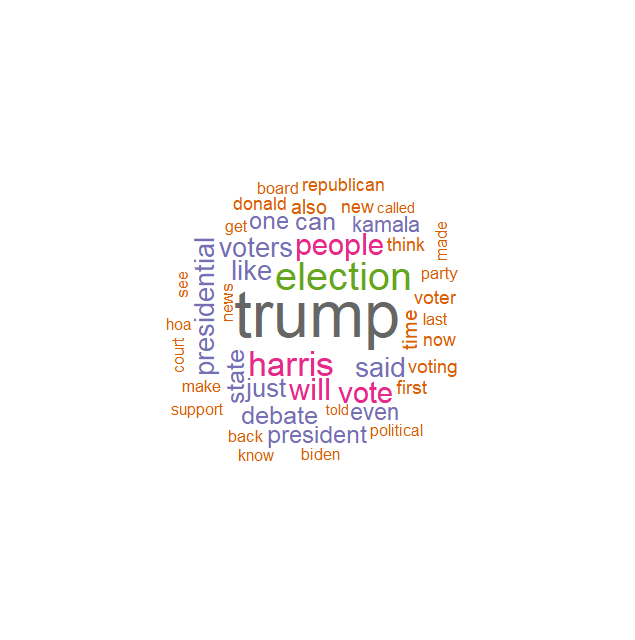 board republican
donald also new called
get one can kamala
made
voters people think
presidential
like election party
see
news
trump voter
hoa time last
now
court
state
harris said voting
make just will vote first
support debate told even
back president political
know biden